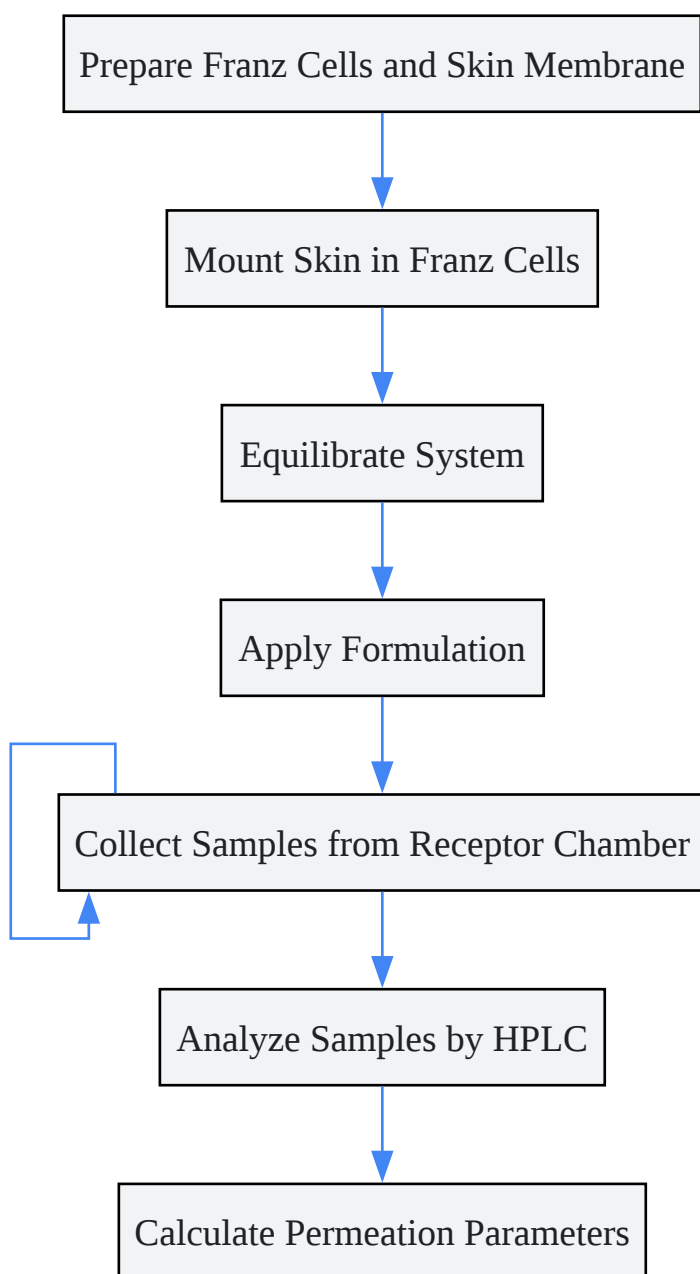 Prepare Franz Cells and Skin Membrane
Mount Skin in Franz Cells
Equilibrate System
Apply Formulation
Collect Samples from Receptor Chamber
Analyze Samples by HPLC
Calculate Permeation Parameters